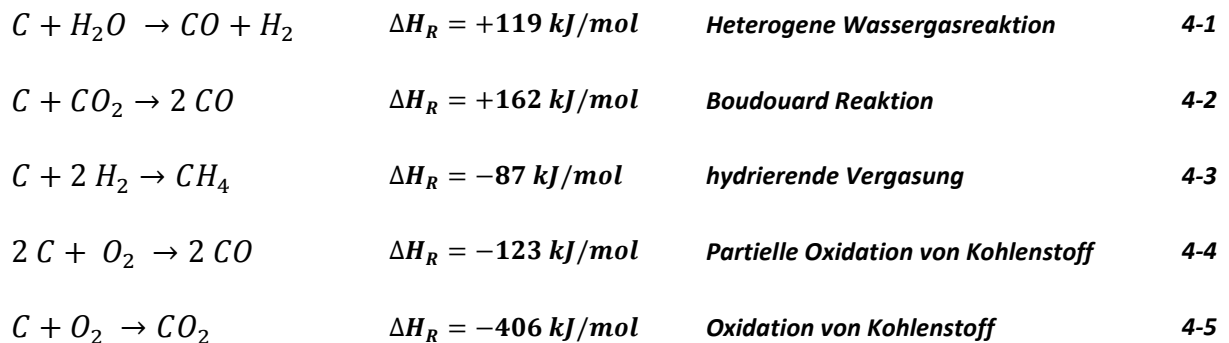 C + H₂O → CO + H₂ ΔH_R = +119 kJ/mol Heterogene Wassergasreaktion 4-1
C + CO₂ → 2 CO ΔH_R = +162 kJ/mol Boudouard Reaktion 4-2
C + 2 H₂ → CH₄ ΔH_R = −87 kJ/mol hydrierende Vergasung 4-3
2 C + O₂ → 2 CO ΔH_R = −123 kJ/mol Partielle Oxidation von Kohlenstoff 4-4
C + O₂ → CO₂ ΔH_R = −406 kJ/mol Oxidation von Kohlenstoff 4-5